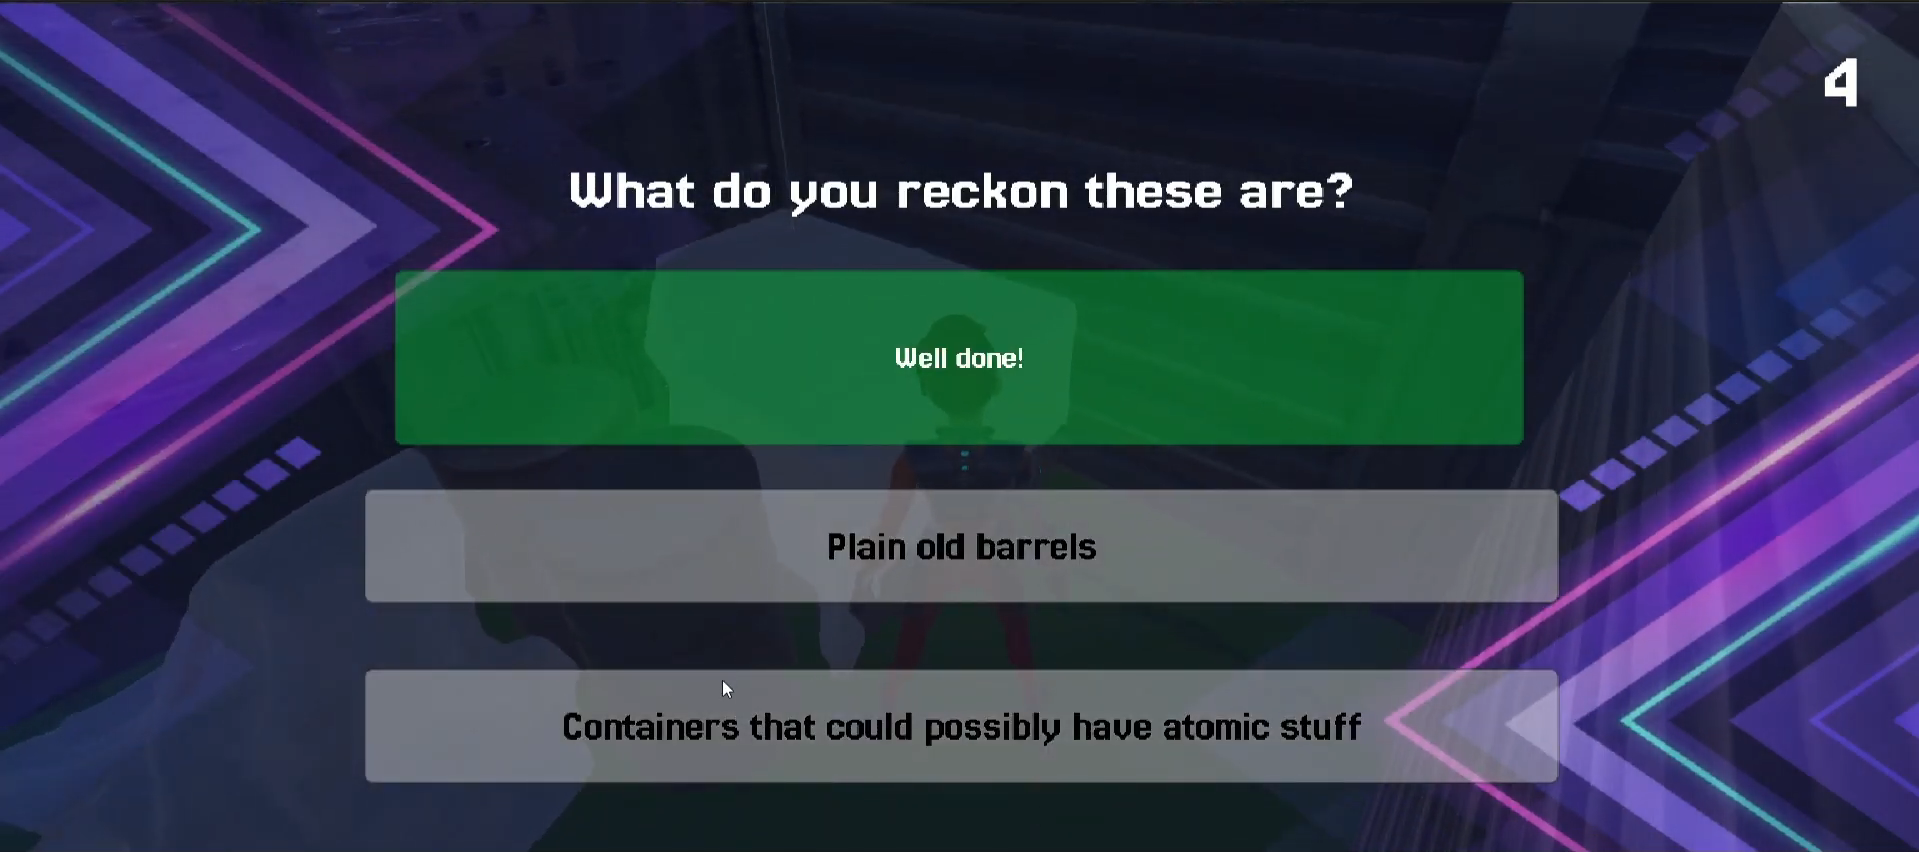 4
What do you reckon these are?
Well done!
Plain old barrels
Containers that could possibly have atomic stuff